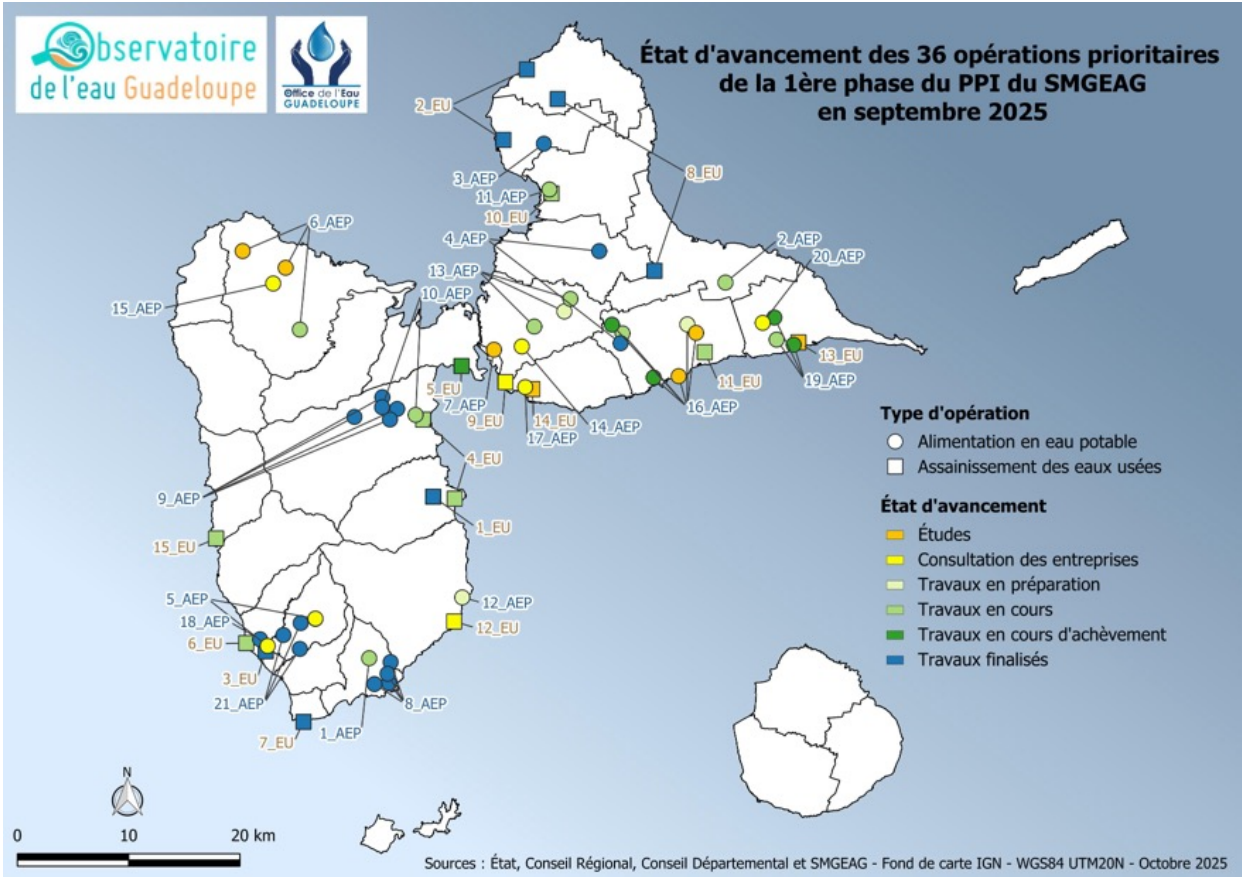 Observatoire
de l'eau Guadeloupe
Office de l'Eau
GUADELOUPE
État d'avancement des 36 opérations prioritaires
de la 1ère phase du PPI du SMGEAG
en septembre 2025
2_EU
3_AEP
8_EU
11_AEP
10_EU
6_AEP
4_AEP
2_AEP
20_AEP
13_AEP
10_AEP
15_AEP
13_EU
5_EU
11_EU
19_AEP
7_AEP
16_AEP
9_EU
14_EU
14_AEP
17_AEP
4_EU
9_AEP
1_EU
15_EU
5_AEP
12_AEP
18_AEP
12_EU
6_EU
3_EU
21_AEP
8_AEP
1_AEP
7_EU
Type d'opération
Alimentation en eau potable
Assainissement des eaux usées
État d'avancement
Études
Consultation des entreprises
Travaux en préparation
Travaux en cours
Travaux en cours d'achèvement
Travaux finalisés
N
0 10 20 km
Sources : État, Conseil Régional, Conseil Départemental et SMGEAG - Fond de carte IGN - WGS84 UTM20N - Octobre 2025